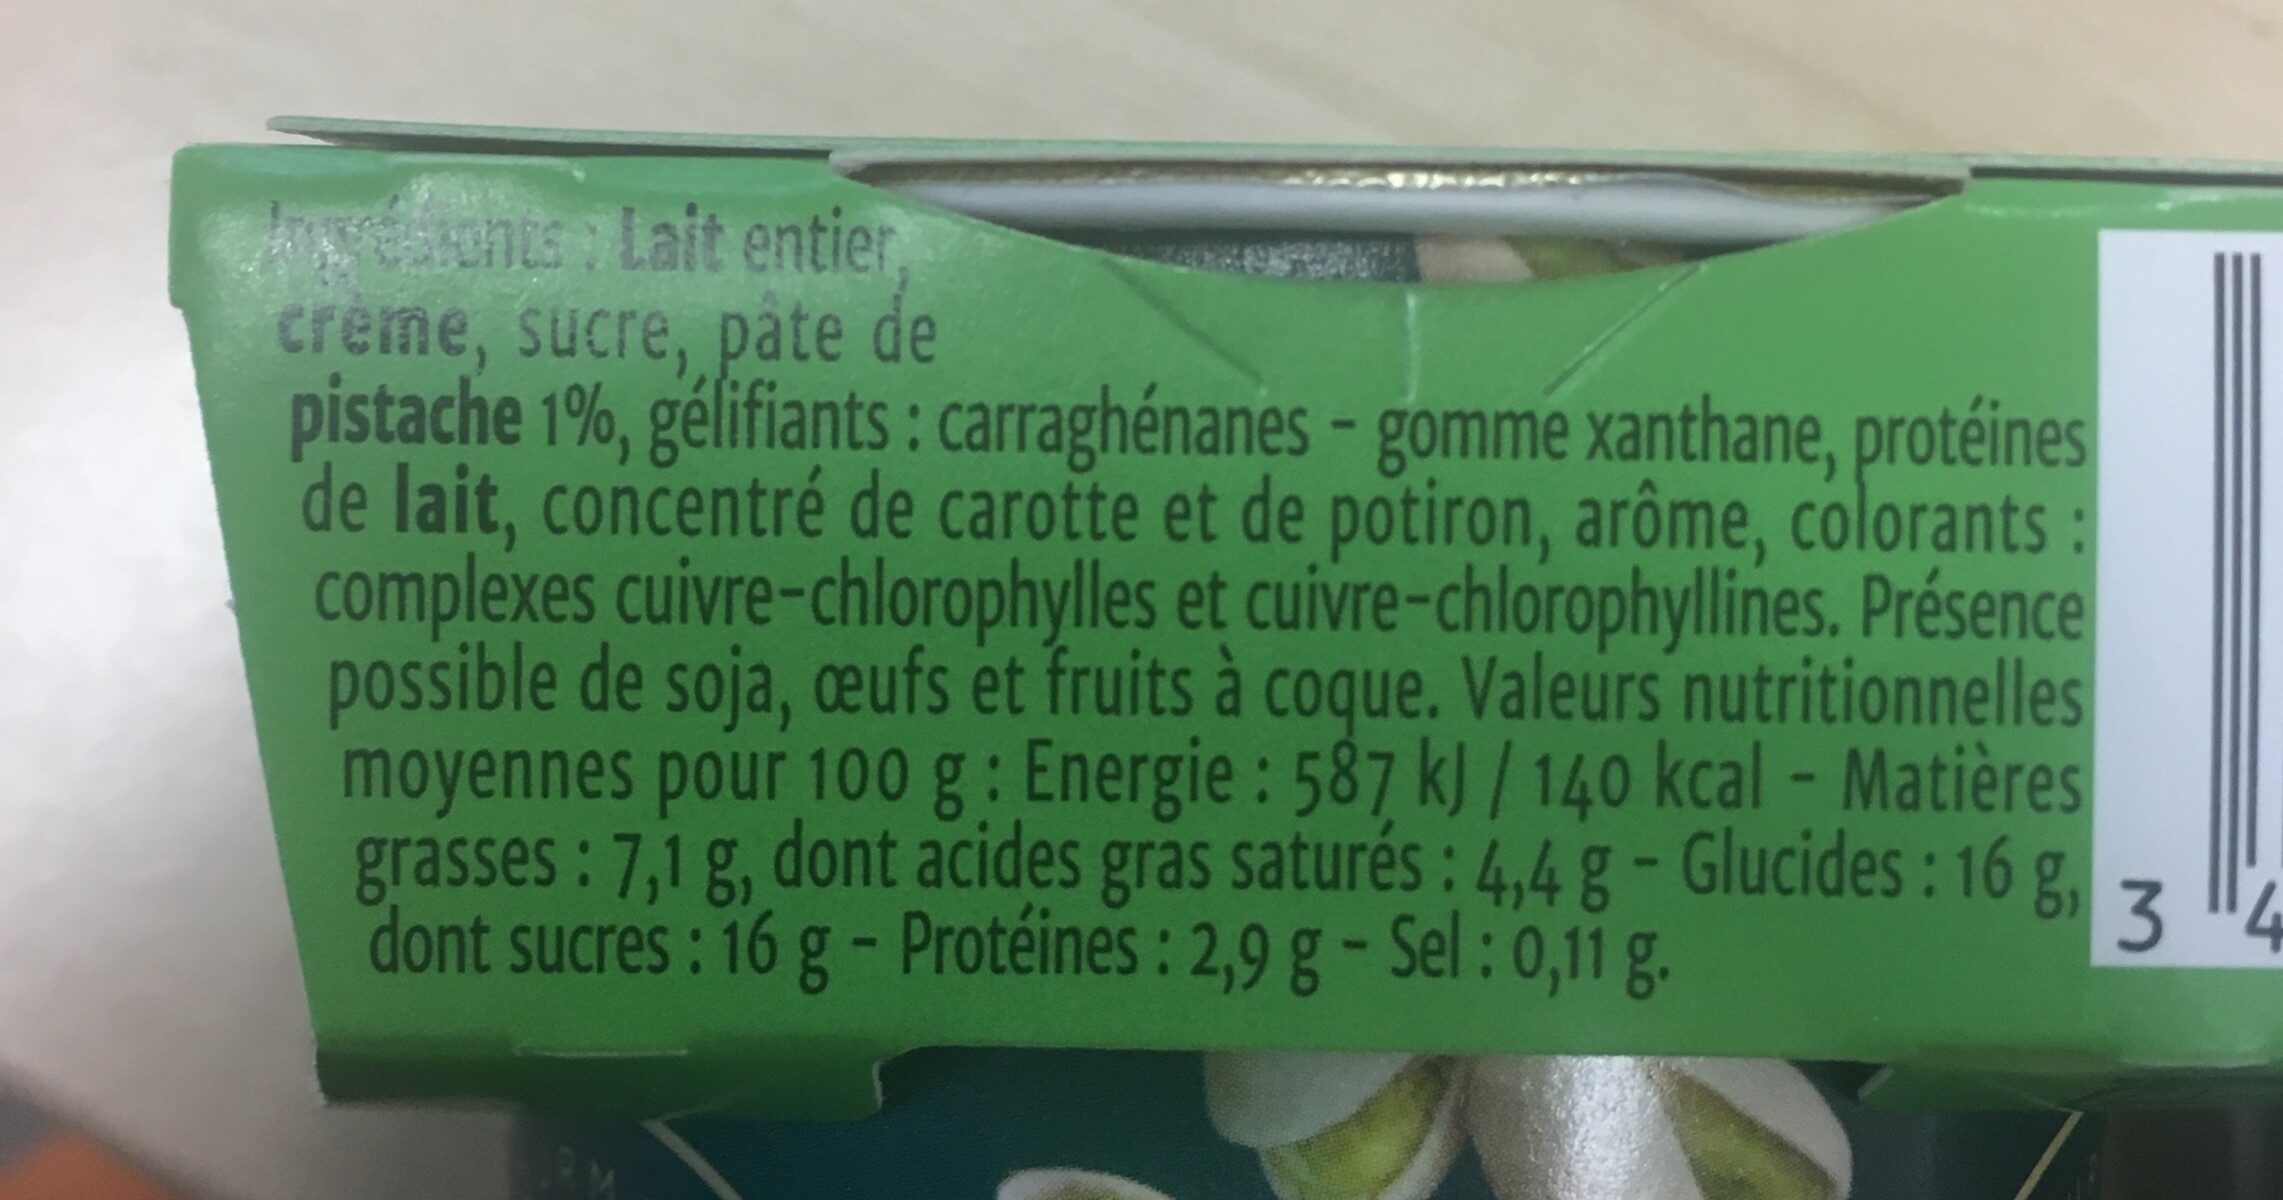 Ingrédients : Lait entier,
crème, sucre, pâte de
pistache 1%, gélifiants : carraghénanes - gomme xanthane, protéines
de lait, concentré de carotte et de potiron, arôme, colorants :
complexes cuivre-chlorophylles et cuivre-chlorophyllines. Présence
possible de soja, œufs et fruits à coque. Valeurs nutritionnelles
moyennes pour 100 g : Energie : 587 kJ / 140 kcal - Matières
grasses : 7,1 g, dont acides gras saturés : 4,4 g - Glucides : 16 g,
dont sucres : 16 g - Protéines : 2,9 g - Sel : 0,11 g.
3 4